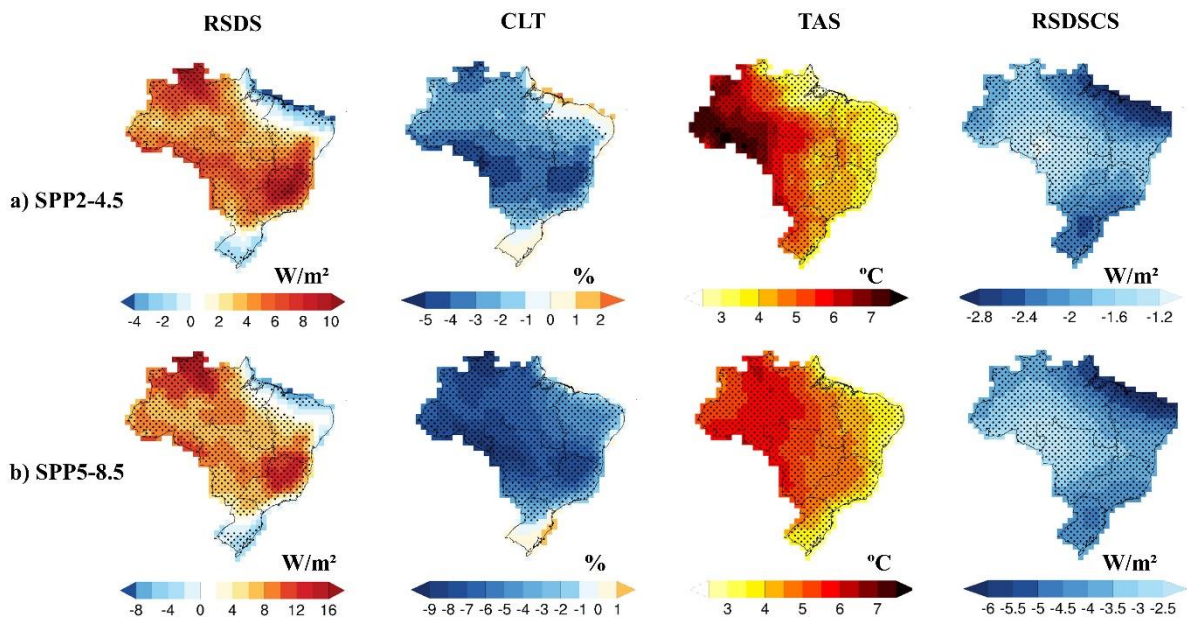 RSDS CLT TAS RSDSCS
a) SPP2-4.5
W/m² % ºC W/m²
-4 -2 0 2 4 6 8 10
-5 -4 -3 -2 -1 0 1 2
3 4 5 6 7
-2.8 -2.4 -2 -1.6 -1.2
b) SPP5-8.5
W/m² % ºC W/m²
-8 -4 0 4 8 12 16
-9 -8 -7 -6 -5 -4 -3 -2 -1 0 1
3 4 5 6 7
-6 -5.5 -5 -4.5 -4 -3.5 -3 -2.5